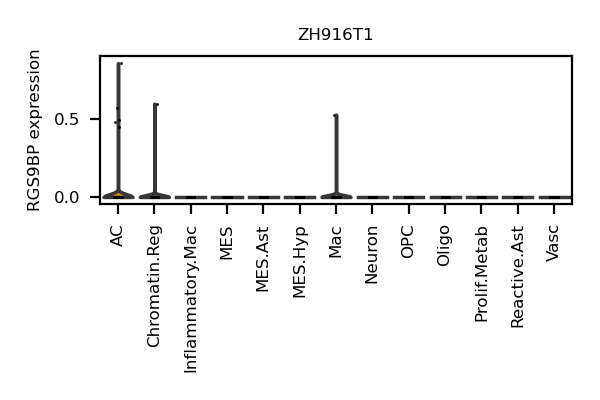 ZH916T1
RGS9BP expression
0.5
0.0
AC
Chromatin.Reg
Inflammatory.Mac
MES
MES.Ast
MES.Hyp
Mac
Neuron
OPC
Oligo
Prolif.Metab
Reactive.Ast
Vasc